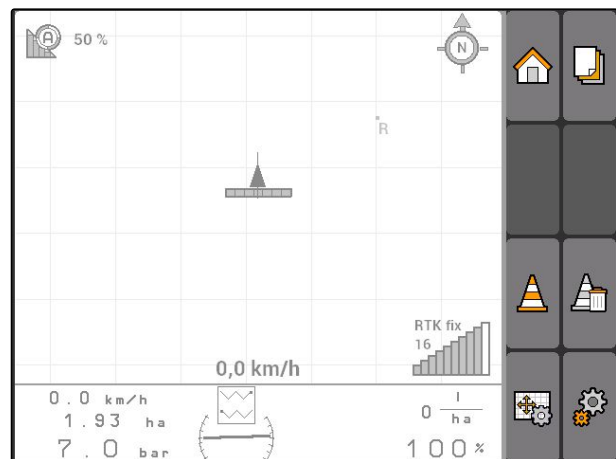 A 50 %
N
R
RTK fix
16
0,0 km/h
0.0 km/h
1.93 ha
7.0 bar
0 l/ha
100%